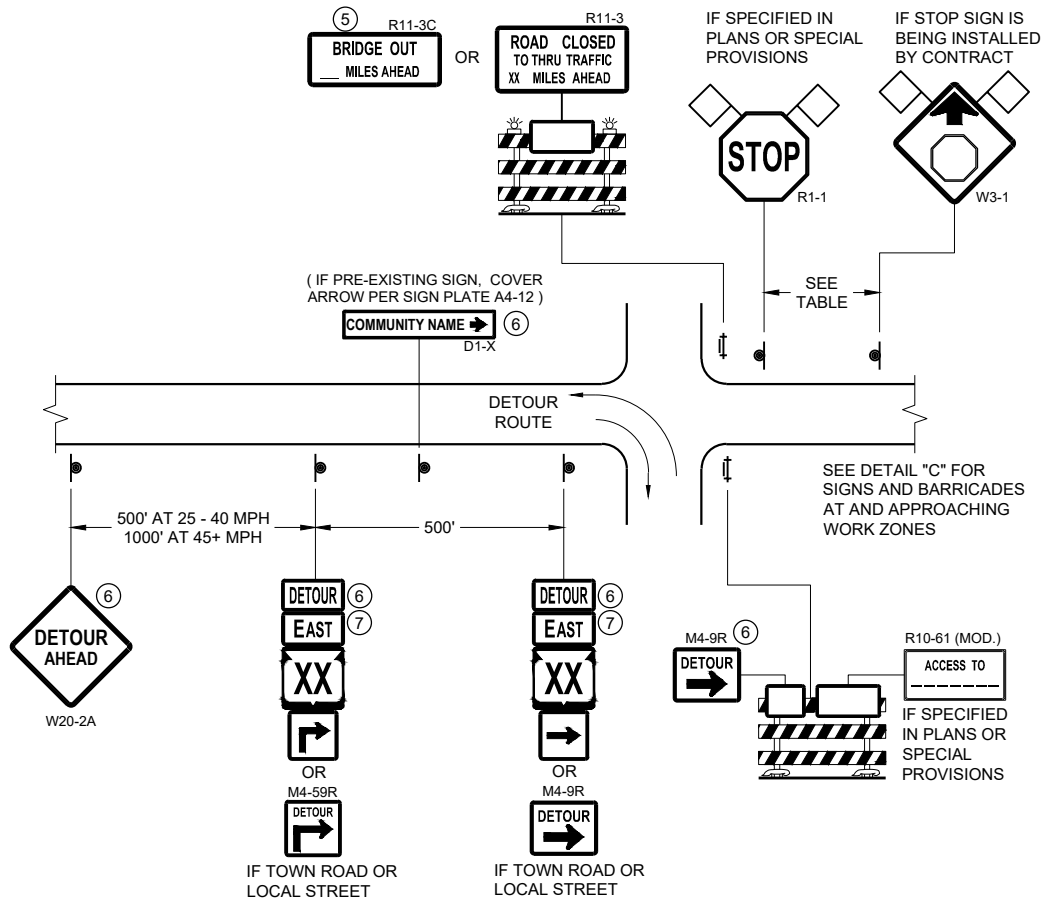 5
R11-3C
BRIDGE OUT
__ MILES AHEAD
OR
R11-3
ROAD CLOSED
TO THRU TRAFFIC
XX MILES AHEAD
IF SPECIFIED IN
PLANS OR SPECIAL
PROVISIONS
STOP
R1-1
IF STOP SIGN IS
BEING INSTALLED
BY CONTRACT
W3-1
SEE
TABLE
( IF PRE-EXISTING SIGN, COVER
ARROW PER SIGN PLATE A4-12 )
COMMUNITY NAME
6
D1-X
DETOUR
ROUTE
SEE DETAIL "C" FOR
SIGNS AND BARRICADES
AT AND APPROACHING
WORK ZONES
500' AT 25 - 40 MPH
1000' AT 45+ MPH
500'
6
DETOUR
AHEAD
W20-2A
DETOUR
6
EAST
7
XX
OR
M4-59R
DETOUR
IF TOWN ROAD OR
LOCAL STREET
DETOUR
6
EAST
7
XX
OR
M4-9R
DETOUR
IF TOWN ROAD OR
LOCAL STREET
M4-9R
6
DETOUR
R10-61 (MOD.)
ACCESS TO
_ _ _ _ _ _ _
IF SPECIFIED
IN PLANS OR
SPECIAL
PROVISIONS